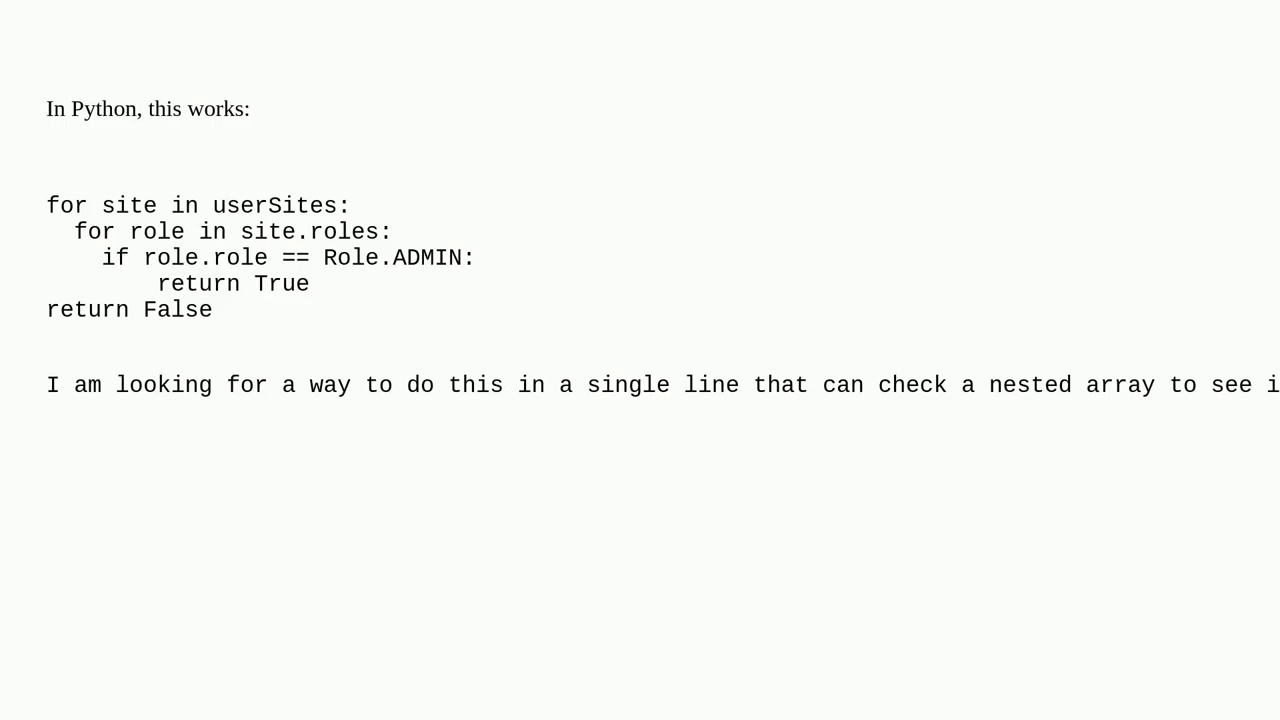 In Python, this works:
for site in userSites:
  for role in site.roles:
    if role.role == Role.ADMIN:
        return True
return False
I am looking for a way to do this in a single line that can check a nested array to see